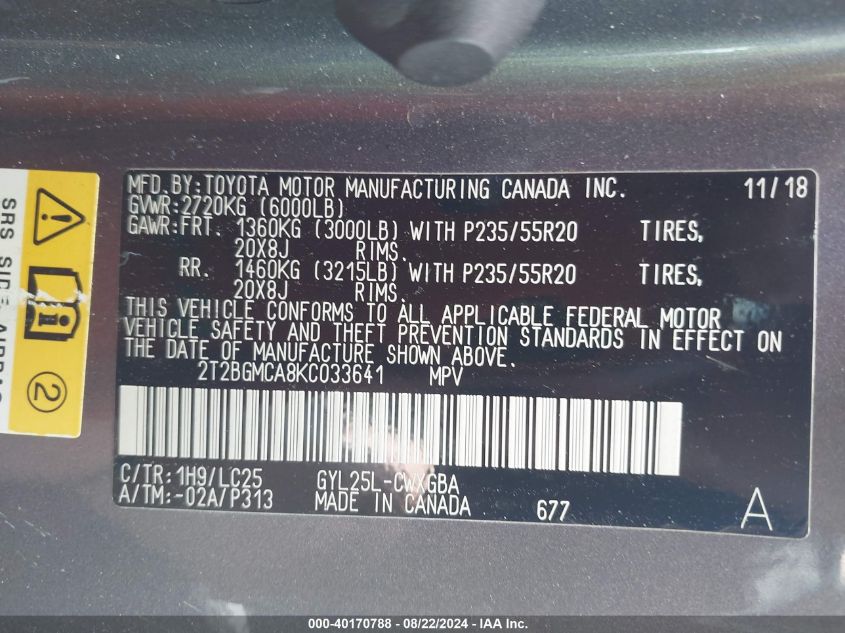 MFD. BY: TOYOTA MOTOR MANUFACTURING CANADA INC. 11/18
GVWR: 2720KG (6000LB)
GAWR: FRT. 1360KG (3000LB) WITH P235/55R20 TIRES,
20X8J RIMS.
RR. 1460KG (3215LB) WITH P235/55R20 TIRES,
20X8J RIMS.
THIS VEHICLE CONFORMS TO ALL APPLICABLE FEDERAL MOTOR
VEHICLE SAFETY AND THEFT PREVENTION STANDARDS IN EFFECT ON
THE DATE OF MANUFACTURE SHOWN ABOVE.
2T2BGMCA8KC033641 MPV
C/TR: 1H9/LC25 GYL25L-CWXGBA
A/TM: -02A/P313 MADE IN CANADA 677 A
SRS SIDE
2
000-40170788 - 08/22/2024 - IAA Inc.